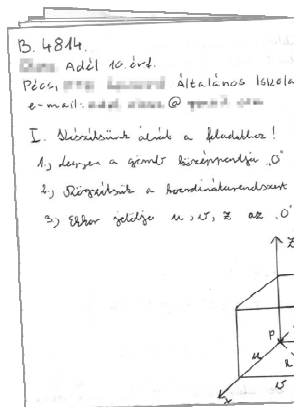 B. 4814.
Adél 10. évf.
Pécs, Általános Iskola
e-mail: @
I. Készítsünk ábrát a feladathoz!
1., Legyen a gömb középpontja "O"
2., Rögzítsük a koordinátarendszert
3., Ekkor jelölje u, v, z az "O"
z
P
u
v
x